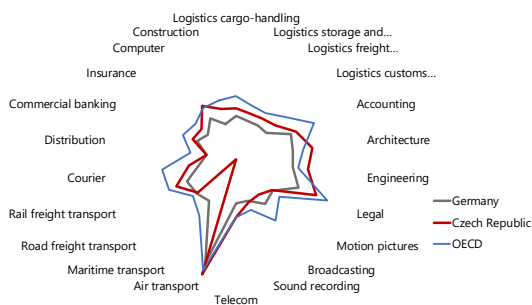 Logistics cargo-handling
Construction
Logistics storage and...
Computer
Logistics freight...
Insurance
Logistics customs...
Commercial banking
Accounting
Distribution
Architecture
Courier
Engineering
Rail freight transport
Legal
Road freight transport
Motion pictures
Maritime transport
Broadcasting
Air transport
Sound recording
Telecom
Germany
Czech Republic
OECD